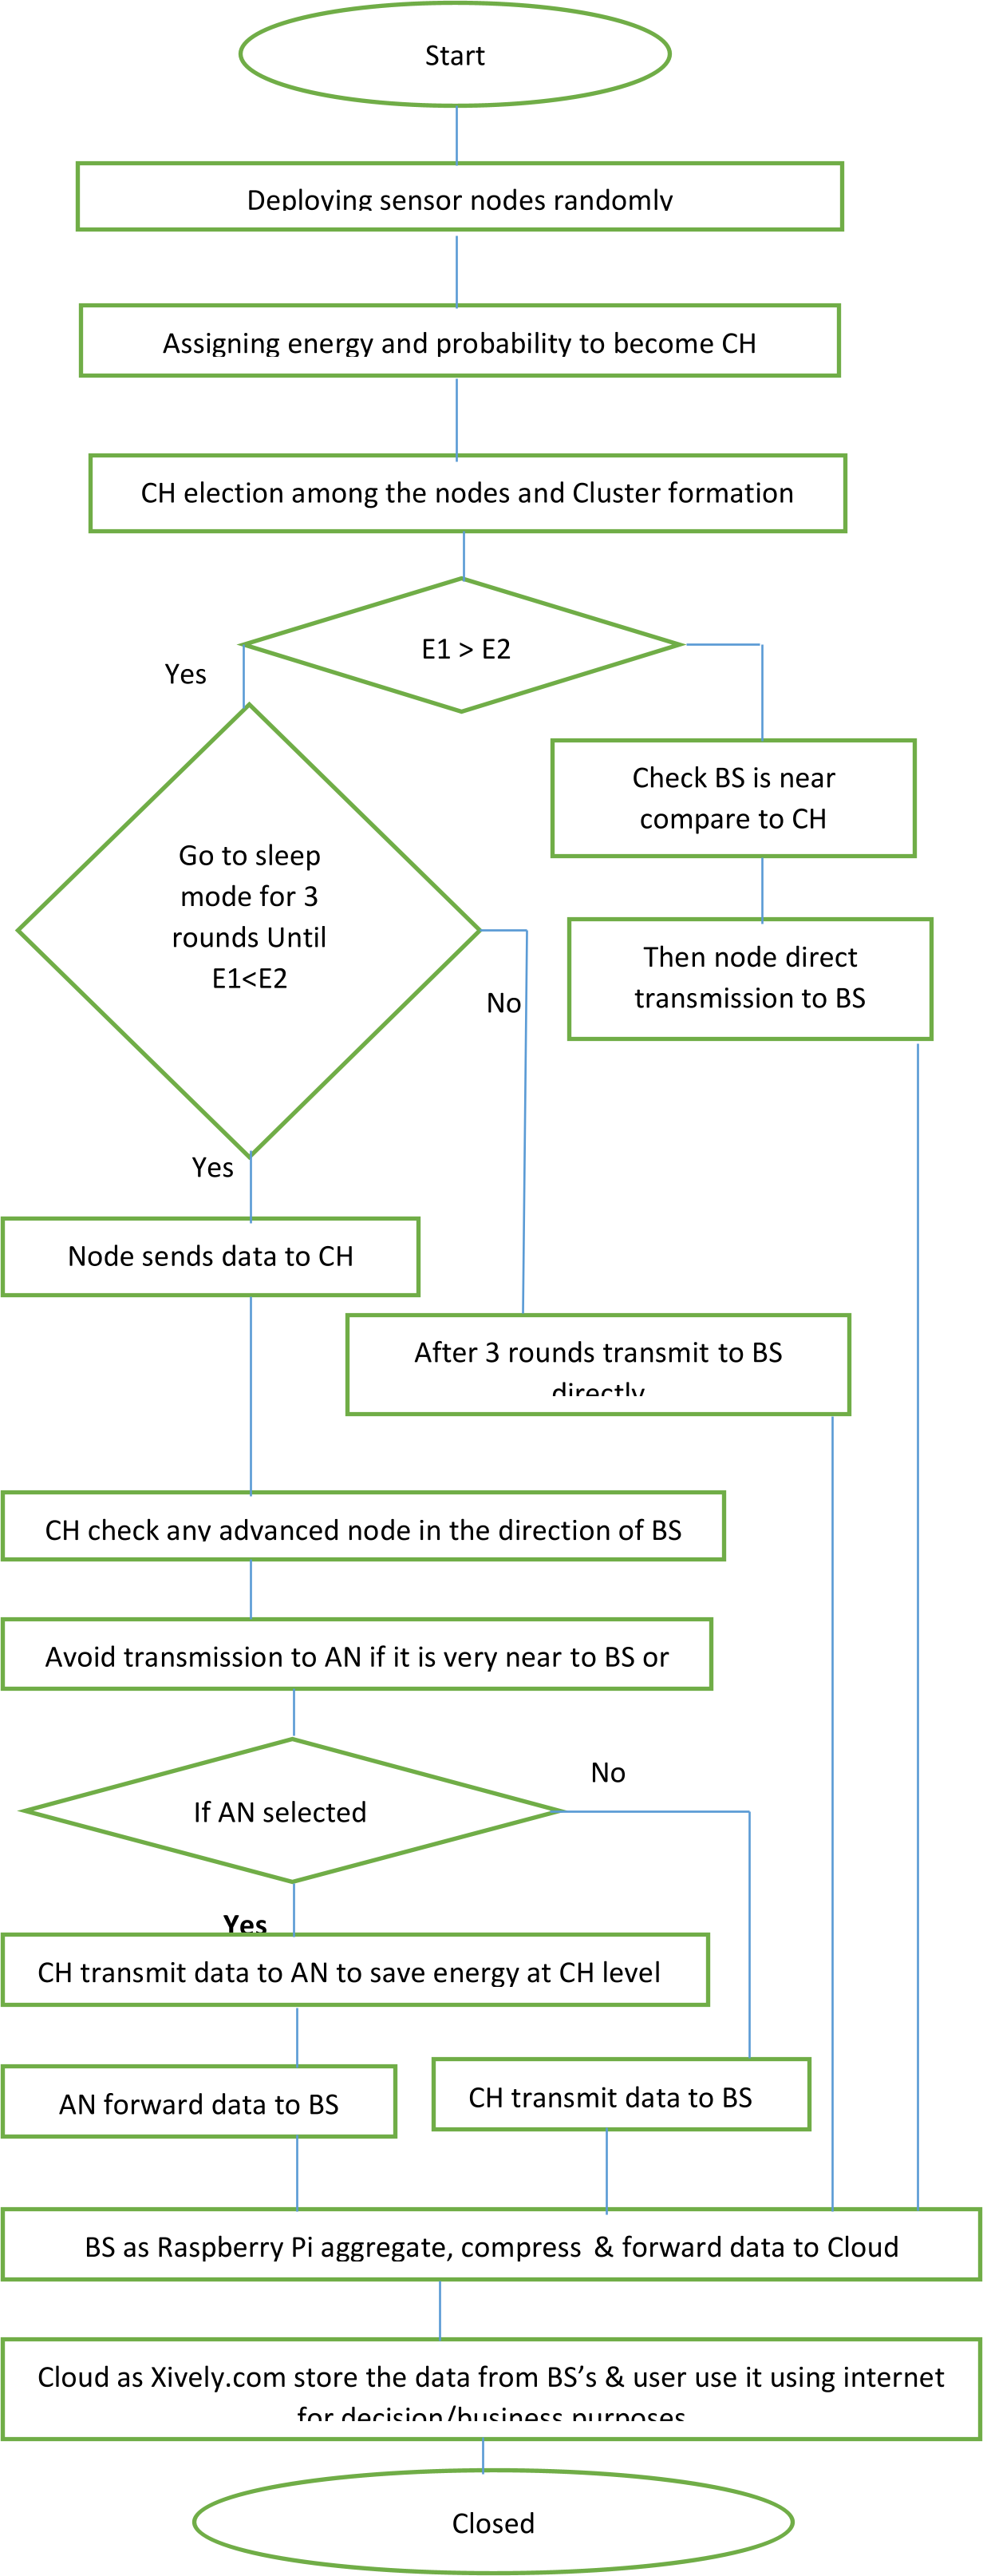 Start
Deploying sensor nodes randomly
Assigning energy and probability to become CH
CH election among the nodes and Cluster formation
E1 > E2
Yes
Check BS is near
compare to CH
Go to sleep
mode for 3
rounds Until
E1<E2
Then node direct
transmission to BS
No
Yes
Node sends data to CH
After 3 rounds transmit to BS
directly
CH check any advanced node in the direction of BS
Avoid transmission to AN if it is very near to BS or
No
If AN selected
Yes
CH transmit data to AN to save energy at CH level
AN forward data to BS
CH transmit data to BS
BS as Raspberry Pi aggregate, compress & forward data to Cloud
Cloud as Xively.com store the data from BS’s & user use it using internet
for decision/business purposes
Closed